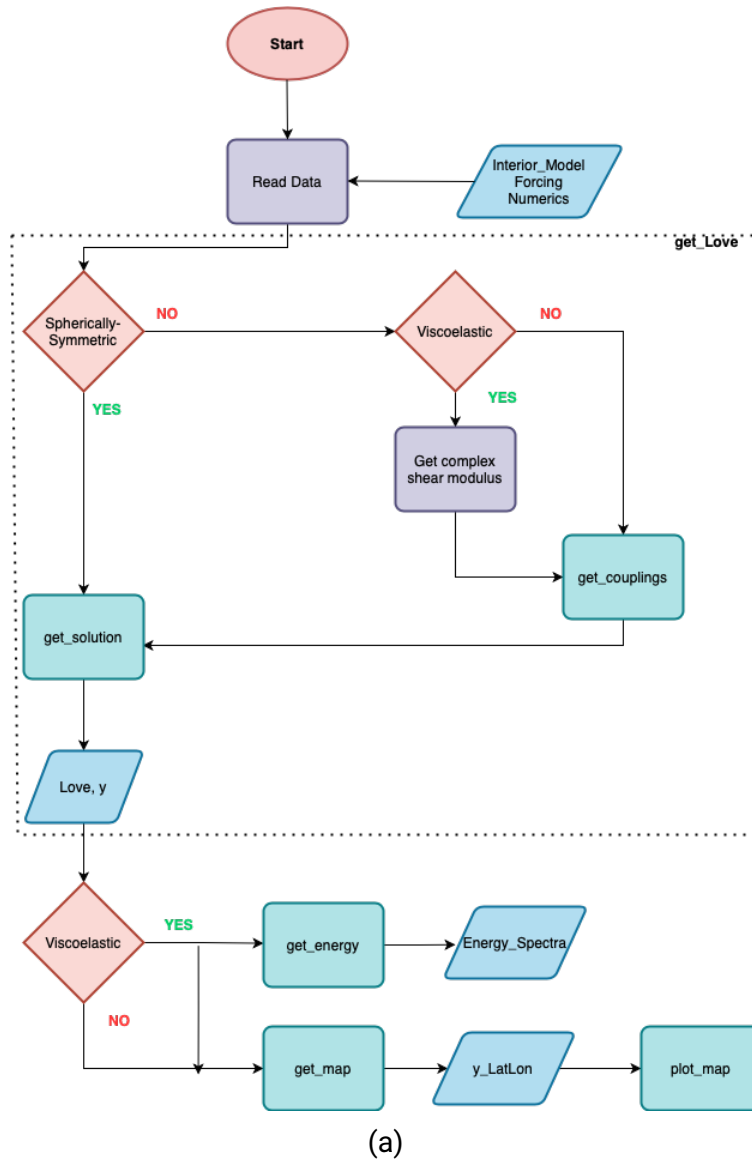 Start
Read Data
Interior_Model
Forcing
Numerics
get_Love
Spherically-
Symmetric
NO
Viscoelastic
NO
YES
YES
Get complex
shear modulus
get_couplings
get_solution
Love, y
Viscoelastic
YES
get_energy
Energy_Spectra
NO
get_map
y_LatLon
plot_map
(a)